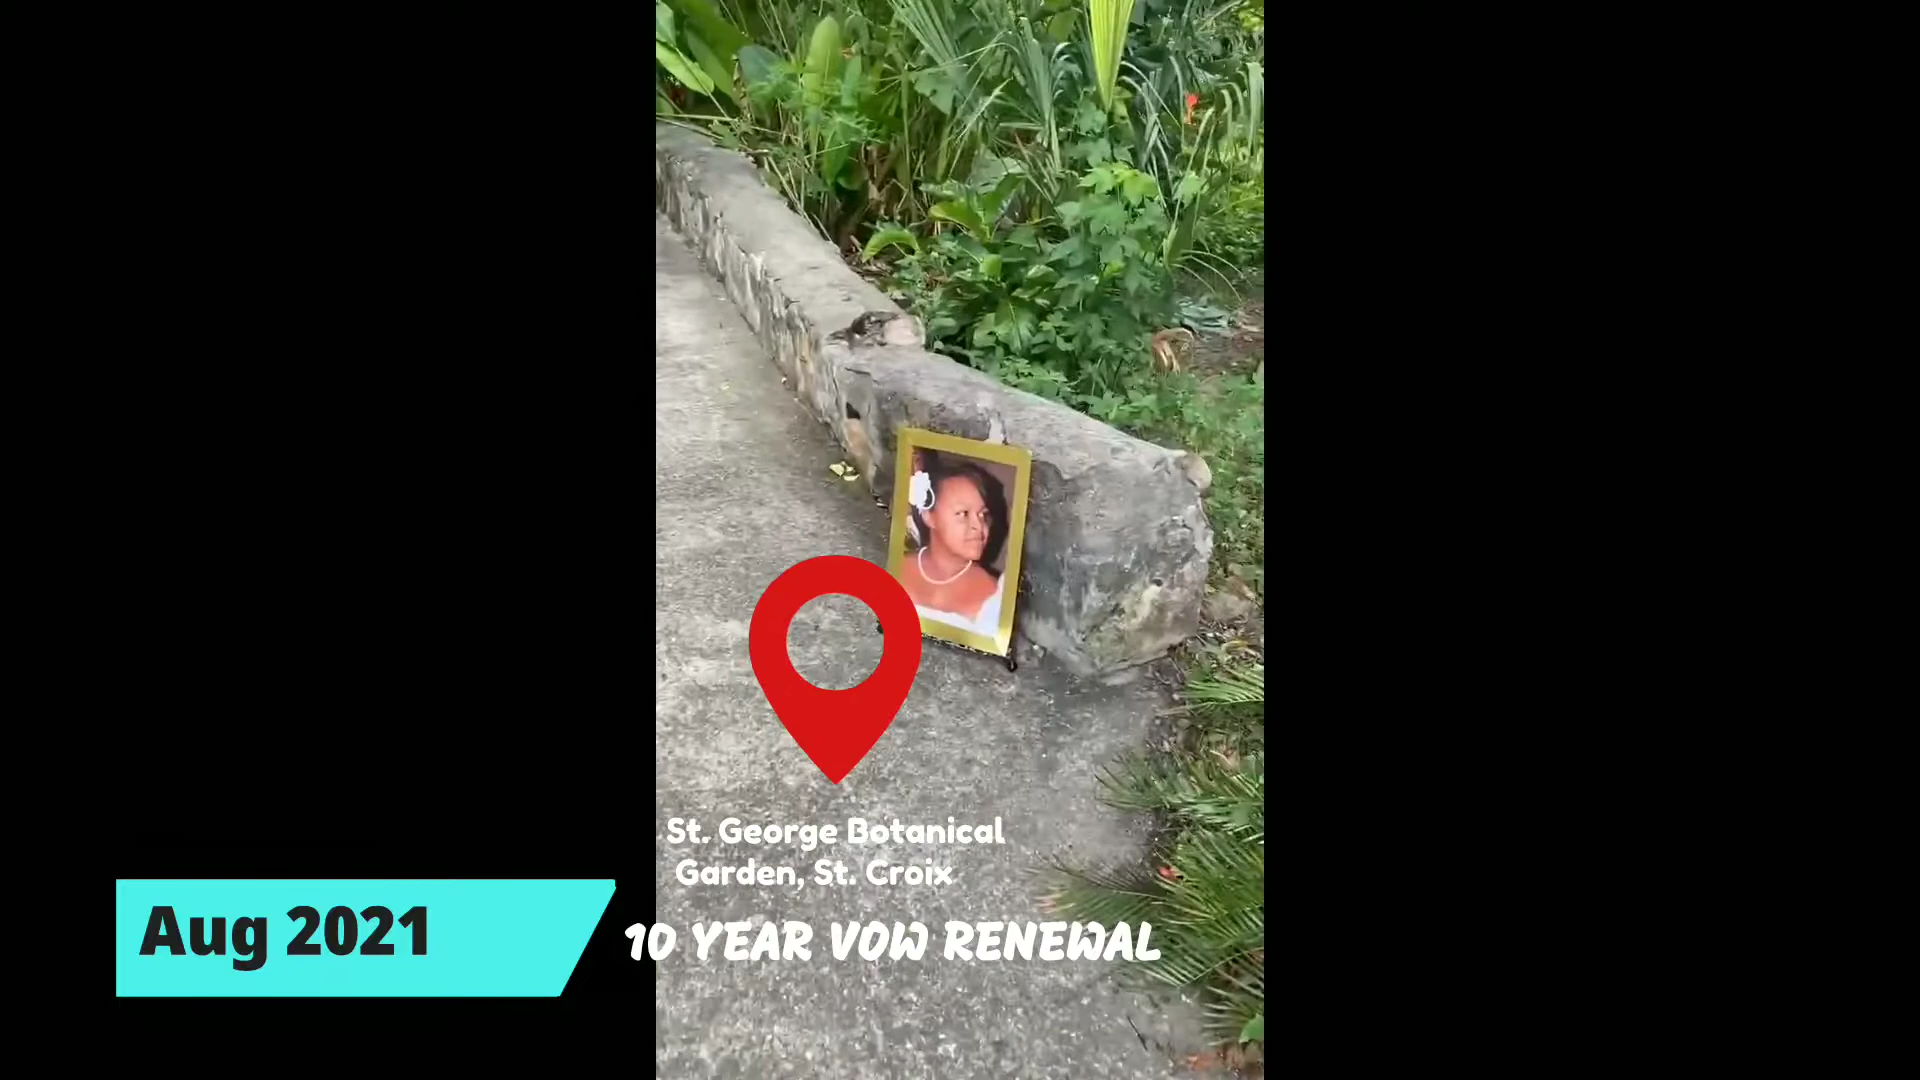 St. George Botanical
Garden, St. Croix
Aug 2021
10 YEAR VOW RENEWAL